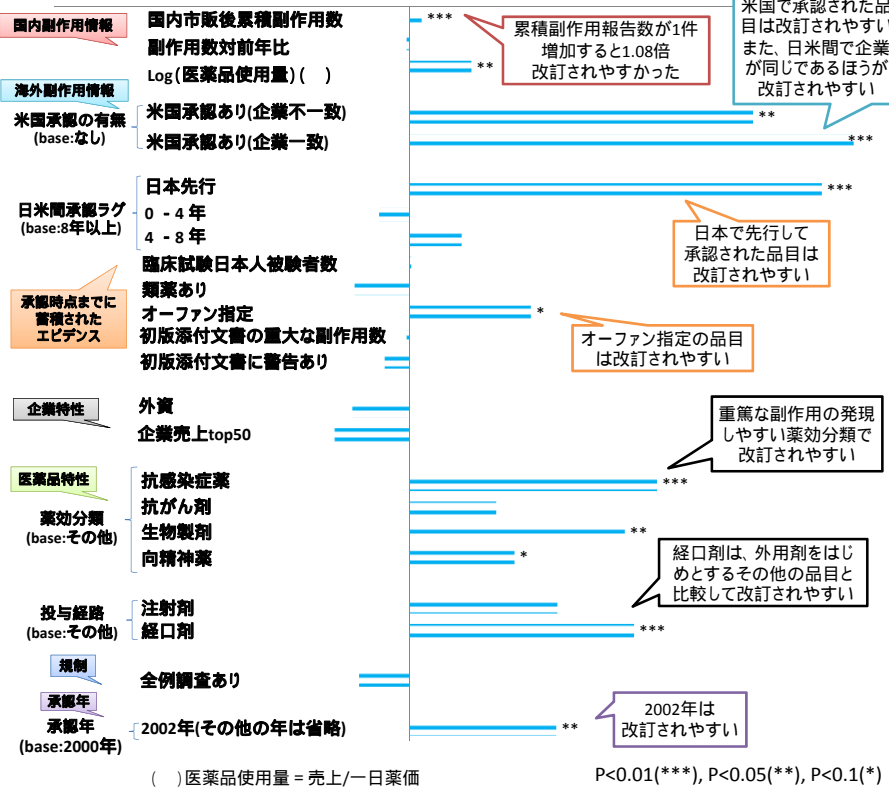 国内副作用情報
国内市販後累積副作用数
***
副作用数対前年比
Log(医薬品使用量)( )
**
累積副作用報告数が1件
増加すると1.08倍
改訂されやすかった
米国で承認された品
目は改訂されやすい
また、日米間で企業
が同じであるほうが
改訂されやすい
海外副作用情報
米国承認の有無
(base:なし)
米国承認あり(企業不一致)
**
米国承認あり(企業一致)
***
日米間承認ラグ
(base:8年以上)
日本先行
***
0 - 4 年
4 - 8 年
日本で先行して
承認された品目は
改訂されやすい
承認時点までに
蓄積された
エビデンス
臨床試験日本人被験者数
類薬あり
オーファン指定
*
初版添付文書の重大な副作用数
初版添付文書に警告あり
オーファン指定の品目
は改訂されやすい
企業特性
外資
企業売上top50
重篤な副作用の発現
しやすい薬効分類で
改訂されやすい
医薬品特性
薬効分類
(base:その他)
抗感染症薬
***
抗がん剤
生物製剤
**
向精神薬
*
経口剤は、外用剤をはじ
めとするその他の品目と
比較して改訂されやすい
投与経路
(base:その他)
注射剤
経口剤
***
規制
全例調査あり
承認年
承認年
(base:2000年)
2002年(その他の年は省略)
**
2002年は
改訂されやすい
( )医薬品使用量 = 売上/一日薬価
P<0.01(***), P<0.05(**), P<0.1(*)